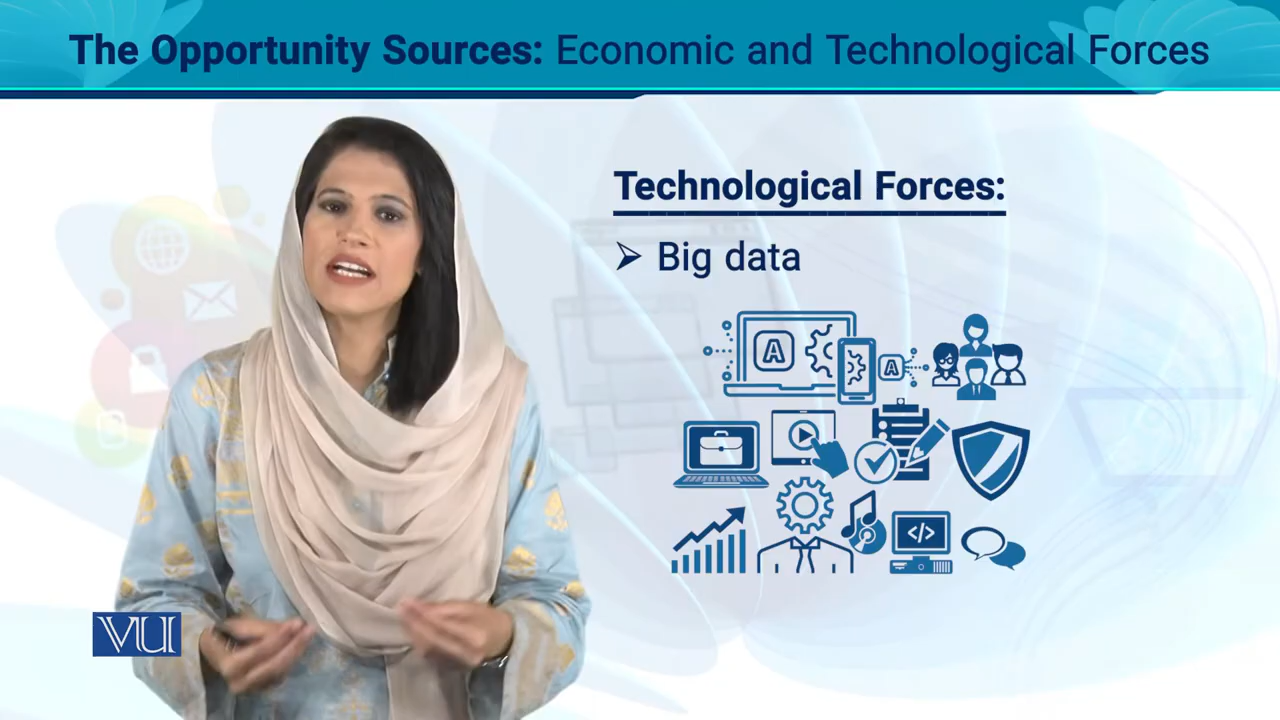 The Opportunity Sources: Economic and Technological Forces
Technological Forces:
➢ Big data
A
A
</>
VU